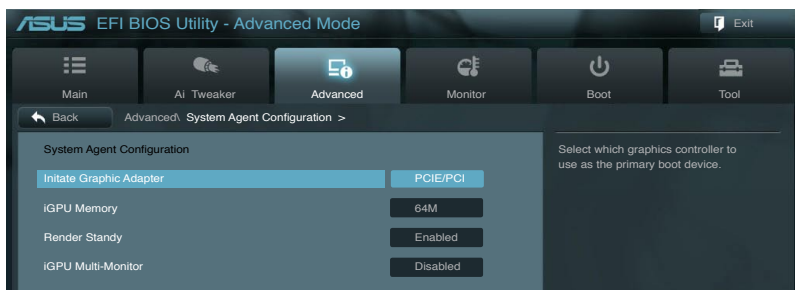 ASUS EFI BIOS Utility - Advanced Mode
Exit
Main
Ai Tweaker
Advanced
Monitor
Boot
Tool
Back
Advanced\ System Agent Configuration >
System Agent Configuration
Initate Graphic Adapter PCIE/PCI
iGPU Memory 64M
Render Standy Enabled
iGPU Multi-Monitor Disabled
Select which graphics controller to
use as the primary boot device.